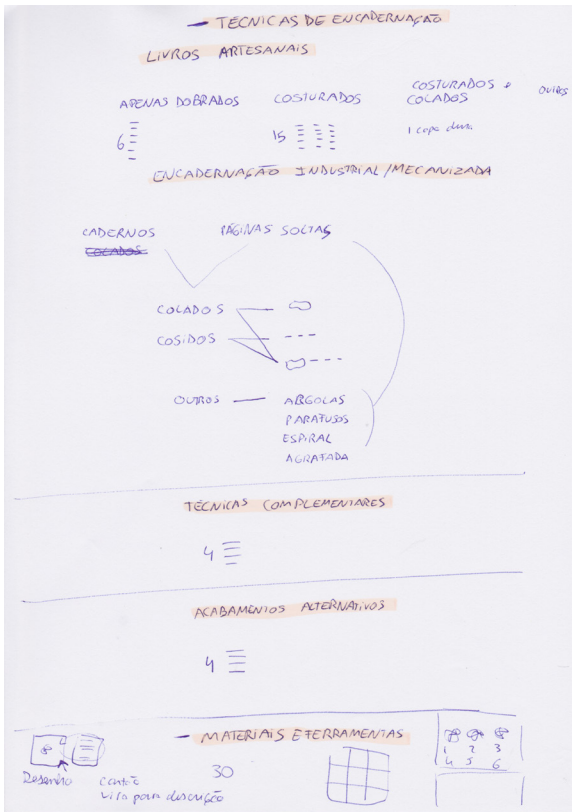 — TÉCNICAS DE ENCADERNAÇÃO
LIVROS ARTESANAIS
APENAS DOBRADOS
COSTURADOS
COSTURADOS +
COLADOS
OUTROS
6
15
1 capa dura
ENCADERNAÇÃO INDUSTRIAL/MECANIZADA
CADERNOS
COLADOS
PÁGINAS SOLTAS
COLADOS
COSIDOS
OUTROS — ARGOLAS
PARAFUSOS
ESPIRAL
AGRAFADA
TÉCNICAS COMPLEMENTARES
4
ACABAMENTOS ALTERNATIVOS
4
— MATERIAIS E FERRAMENTAS
1 2 3
4 5 6
Desenho
cartão
30
vira para descrição